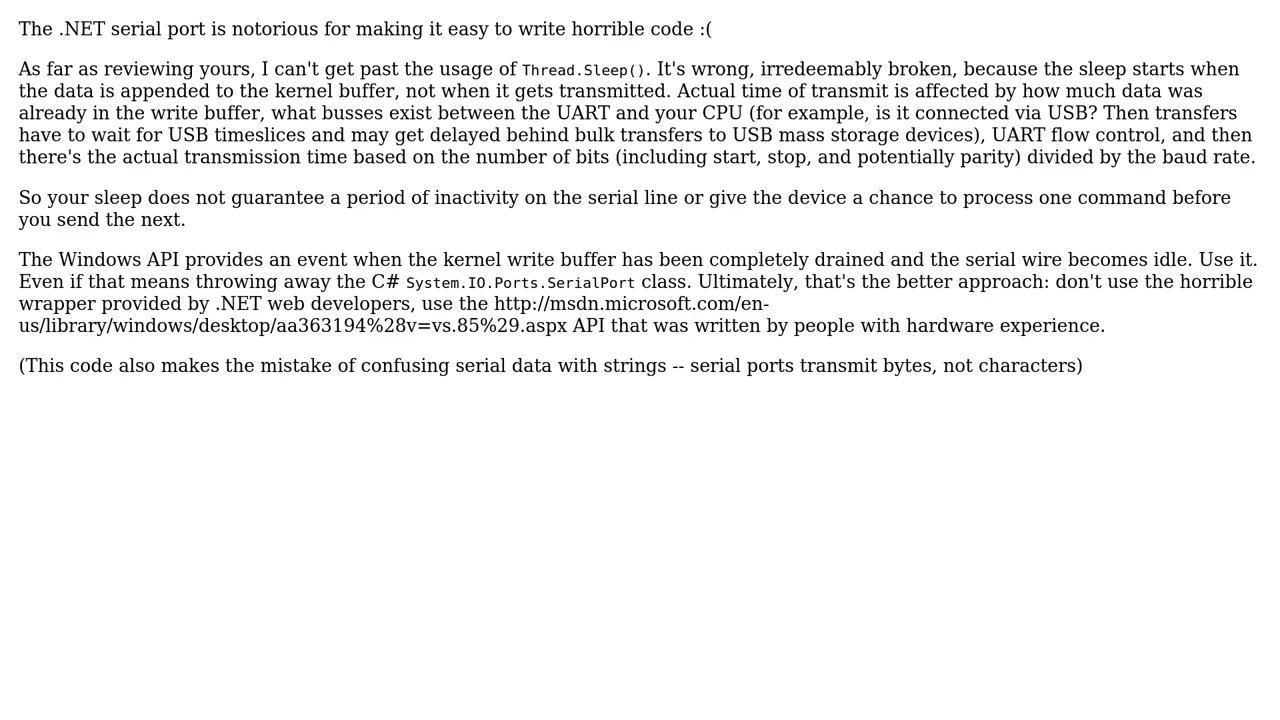 The .NET serial port is notorious for making it easy to write horrible code :(
As far as reviewing yours, I can't get past the usage of Thread.Sleep(). It's wrong, irredeemably broken, because the sleep starts when
the data is appended to the kernel buffer, not when it gets transmitted. Actual time of transmit is affected by how much data was
already in the write buffer, what busses exist between the UART and your CPU (for example, is it connected via USB? Then transfers
have to wait for USB timeslices and may get delayed behind bulk transfers to USB mass storage devices), UART flow control, and then
there's the actual transmission time based on the number of bits (including start, stop, and potentially parity) divided by the baud rate.
So your sleep does not guarantee a period of inactivity on the serial line or give the device a chance to process one command before
you send the next.
The Windows API provides an event when the kernel write buffer has been completely drained and the serial wire becomes idle. Use it.
Even if that means throwing away the C# System.IO.Ports.SerialPort class. Ultimately, that's the better approach: don't use the horrible
wrapper provided by .NET web developers, use the http://msdn.microsoft.com/en-
us/library/windows/desktop/aa363194%28v=vs.85%29.aspx API that was written by people with hardware experience.
(This code also makes the mistake of confusing serial data with strings -- serial ports transmit bytes, not characters)